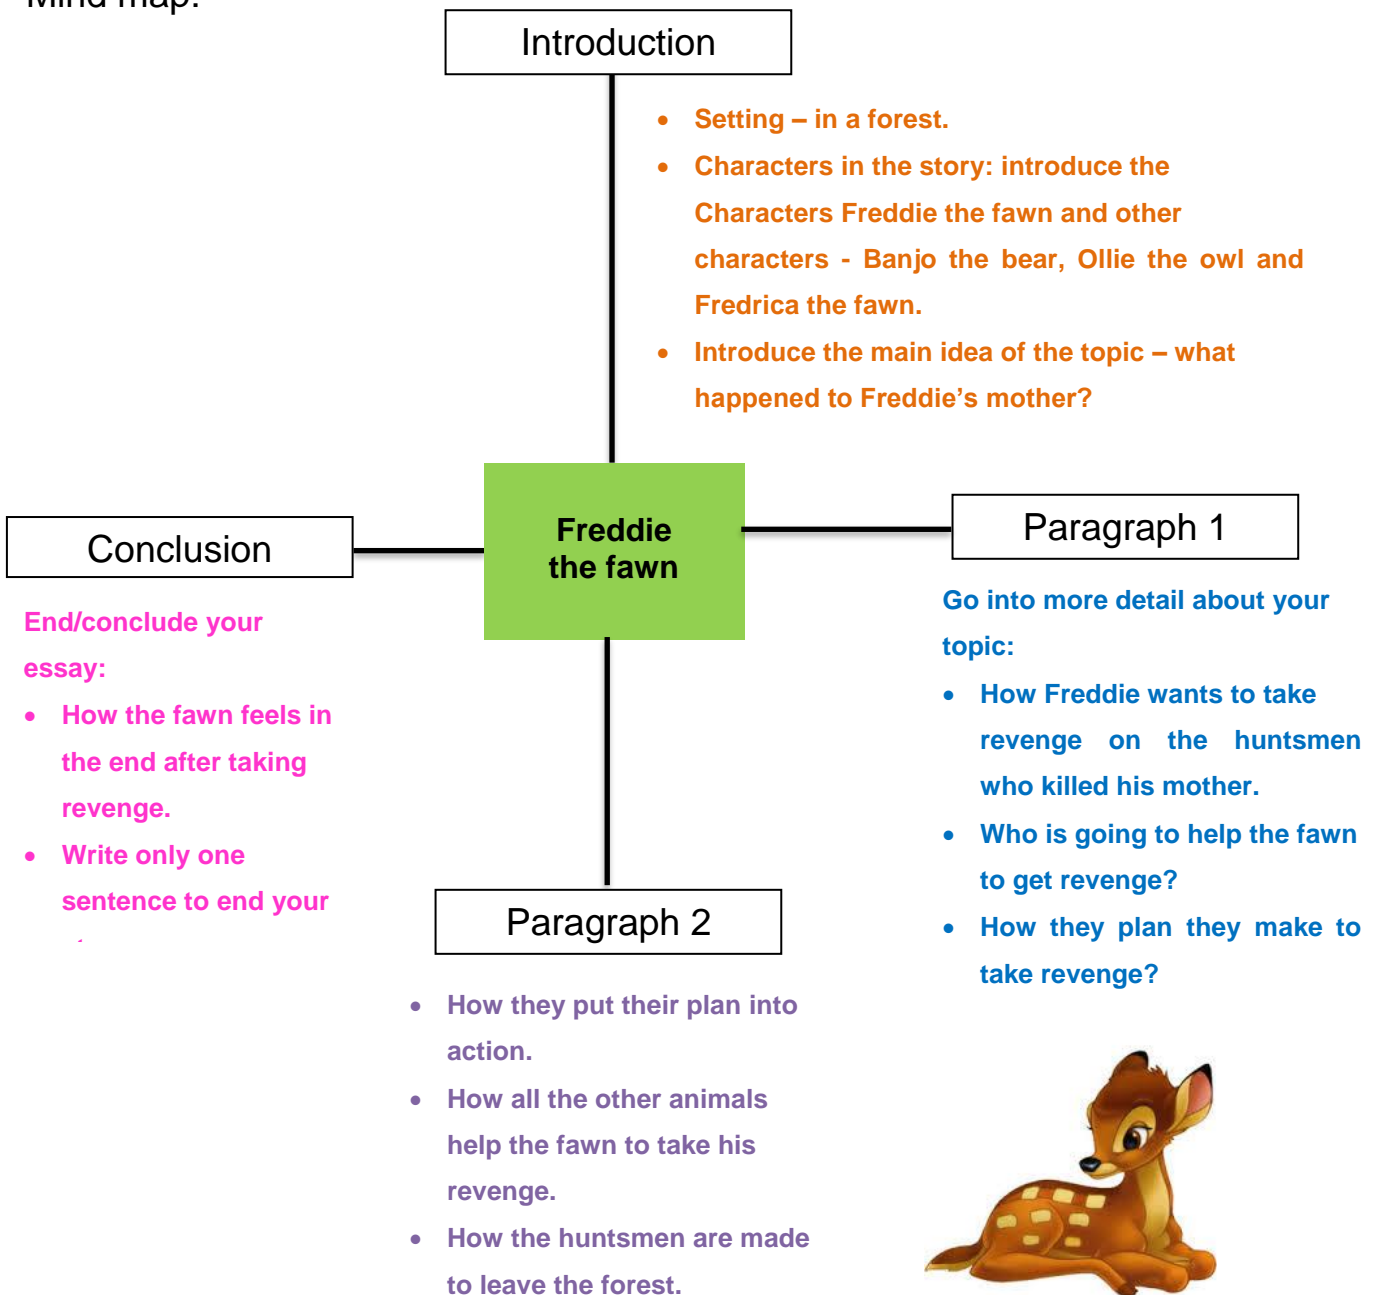 Mind map:
Introduction
• Setting – in a forest.
• Characters in the story: introduce the
Characters Freddie the fawn and other
characters - Banjo the bear, Ollie the owl and
Fredrica the fawn.
• Introduce the main idea of the topic – what
happened to Freddie's mother?
Freddie
the fawn
Paragraph 1
Go into more detail about your
topic:
• How Freddie wants to take
revenge on the huntsmen
who killed his mother.
• Who is going to help the fawn
to get revenge?
• How they plan they make to
take revenge?
Conclusion
End/conclude your
essay:
• How the fawn feels in
the end after taking
revenge.
• Write only one
sentence to end your
Paragraph 2
• How they put their plan into
action.
• How all the other animals
help the fawn to take his
revenge.
• How the huntsmen are made
to leave the forest.